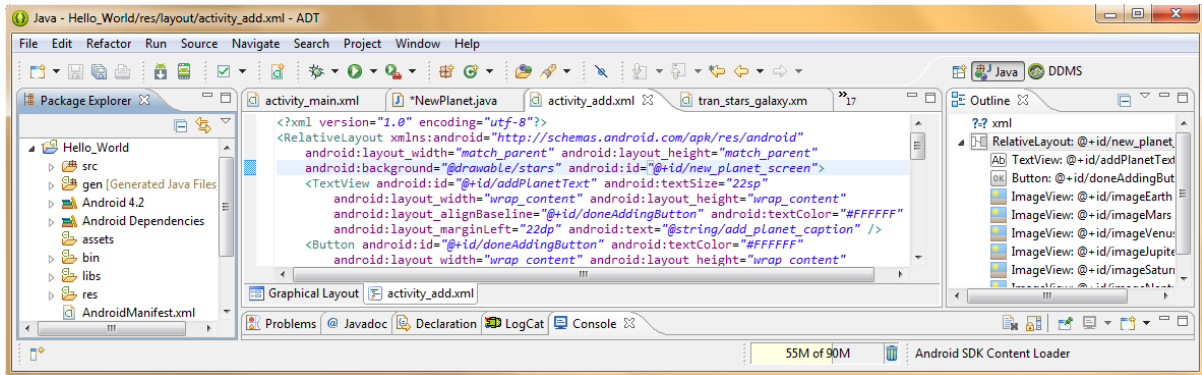 Java - Hello_World/res/layout/activity_add.xml - ADT
File Edit Refactor Run Source Navigate Search Project Window Help
Java DDMS
Package Explorer
Hello_World
src
gen [Generated Java Files
Android 4.2
Android Dependencies
assets
bin
libs
res
AndroidManifest.xml
activity_main.xml *NewPlanet.java activity_add.xml tran_stars_galaxy.xm »17
<?xml version="1.0" encoding="utf-8"?>
<RelativeLayout xmlns:android="http://schemas.android.com/apk/res/android"
android:layout_width="match_parent" android:layout_height="match_parent"
android:background="@drawable/stars" android:id="@+id/new_planet_screen">
<TextView android:id="@+id/addPlanetText" android:textSize="22sp"
android:layout_width="wrap_content" android:layout_height="wrap_content"
android:layout_alignBaseline="@+id/doneAddingButton" android:textColor="#FFFFFF"
android:layout_marginLeft="22dp" android:text="@string/add_planet_caption" />
<Button android:id="@+id/doneAddingButton" android:textColor="#FFFFFF"
android:layout_width="wrap_content" android:layout_height="wrap_content"
Graphical Layout activity_add.xml
Outline
?=? xml
RelativeLayout: @+id/new_planet_
Ab TextView: @+id/addPlanetText
OK Button: @+id/doneAddingBut
ImageView: @+id/imageEarth
ImageView: @+id/imageMars
ImageView: @+id/imageVenu
ImageView: @+id/imageJupite
ImageView: @+id/imageSaturn
Problems @ Javadoc Declaration LogCat Console
55M of 90M Android SDK Content Loader